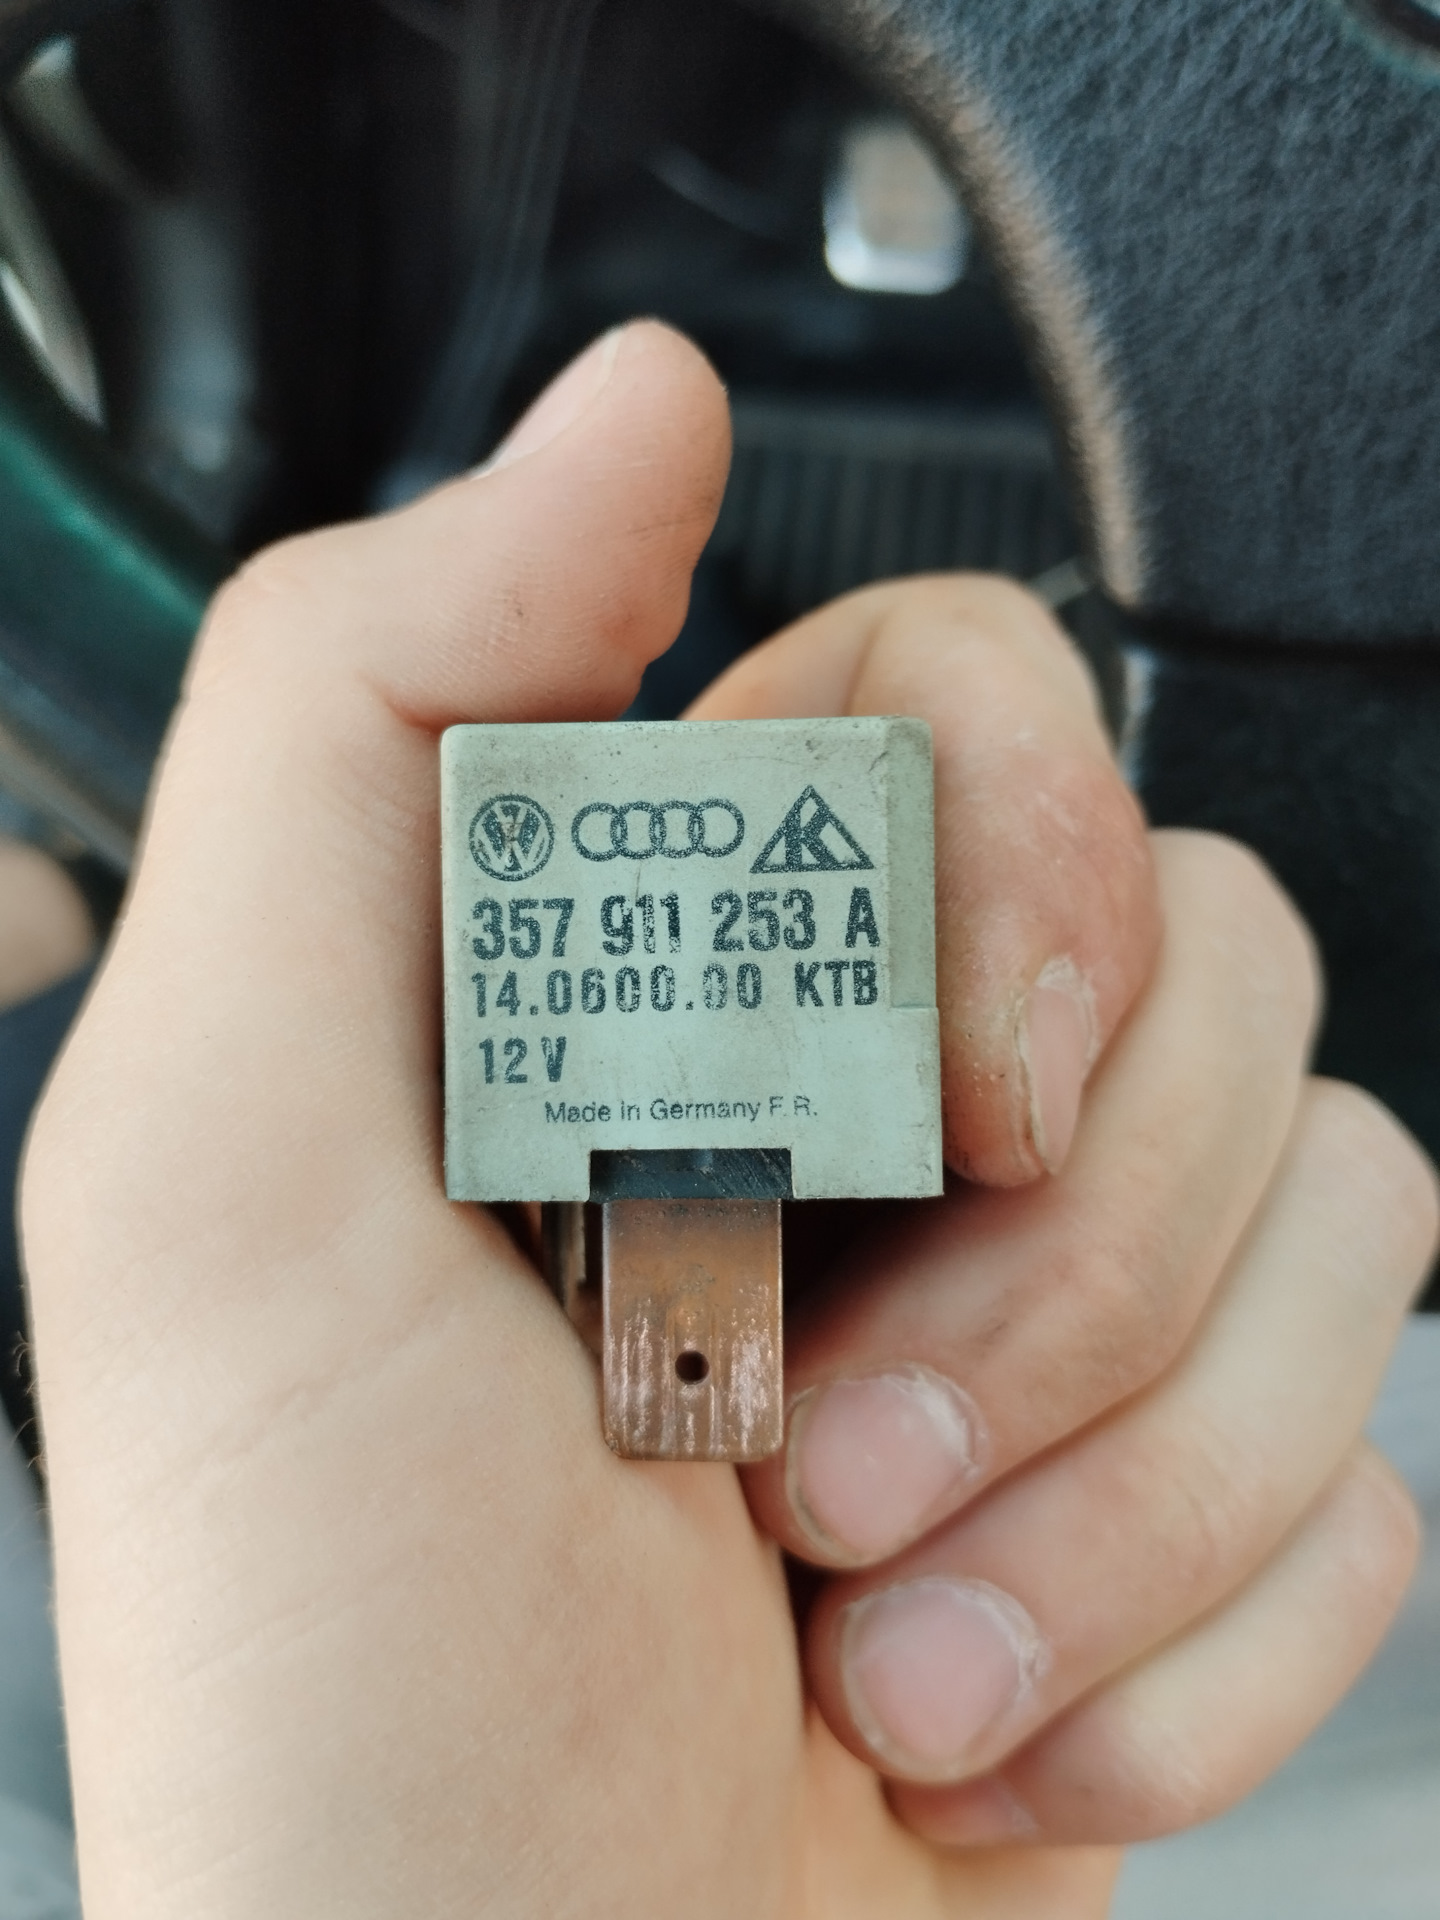 K
357 911 253 A
14.0600.00 KTB
12 V
Made in Germany F. R.